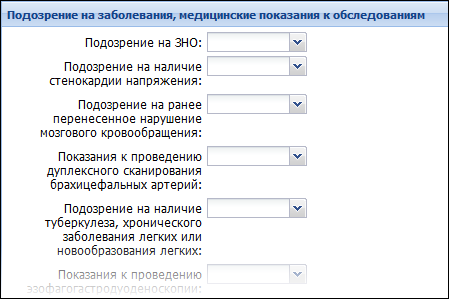 Подозрение на заболевания, медицинские показания к обследованиям
Подозрение на ЗНО:
Подозрение на наличие
стенокардии напряжения:
Подозрение на ранее
перенесенное нарушение
мозгового кровообращения:
Показания к проведению
дуплексного сканирования
брахицефальных артерий:
Подозрение на наличие
туберкулеза, хронического
заболевания легких или
новообразования легких:
Показания к проведению
эзофагогастродуоденоскопии: